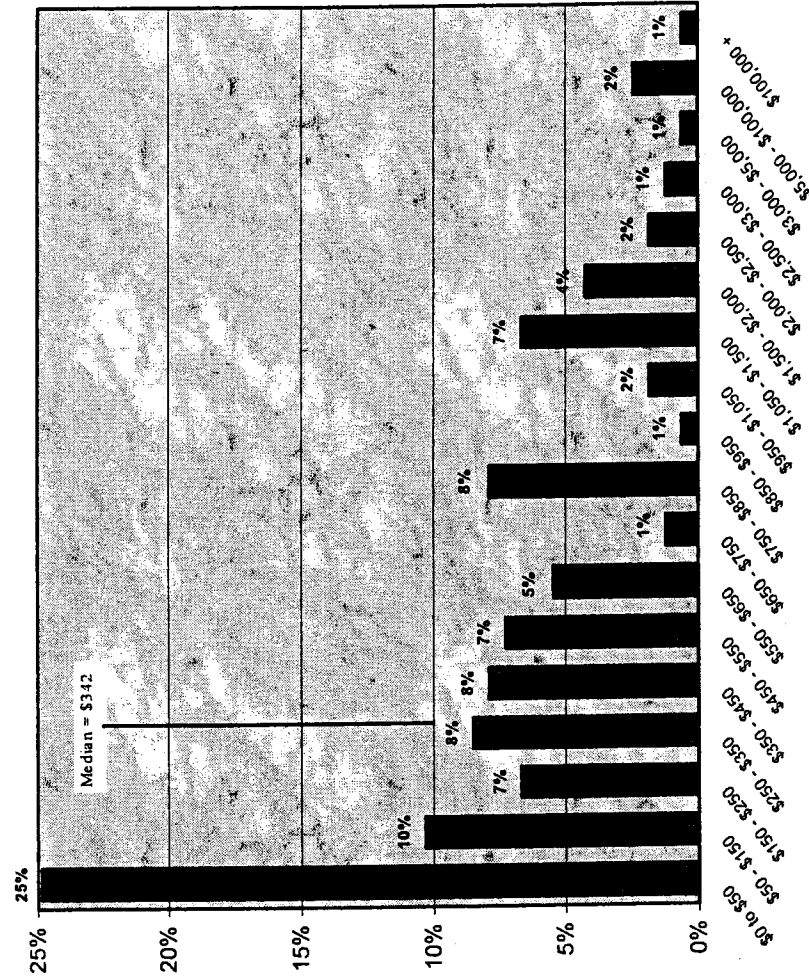 25%
20%
15%
10%
5%
0%
Median = $342
25%
10%
7%
8%
8%
7%
5%
1%
8%
1%
2%
7%
4%
2%
1%
1%
2%
1%
$0 to $50
$50 - $150
$150 - $250
$250 - $350
$350 - $450
$450 - $550
$550 - $650
$650 - $750
$750 - $850
$850 - $950
$950 - $1,050
$1,050 - $1,500
$1,500 - $2,000
$2,000 - $2,500
$2,500 - $3,000
$3,000 - $5,000
$5,000 - $100,000
$100,000 +